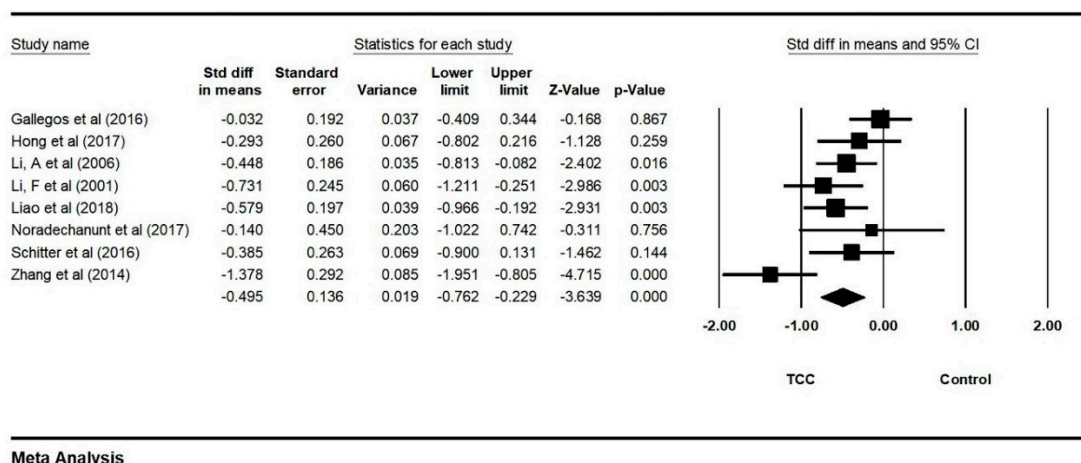 Study name Statistics for each study Std diff in means and 95% CI
Std diff Standard Lower Upper
in means error Variance limit limit Z-Value p-Value
Gallegos et al (2016) -0.032 0.192 0.037 -0.409 0.344 -0.168 0.867
Hong et al (2017) -0.293 0.260 0.067 -0.802 0.216 -1.128 0.259
Li, A et al (2006) -0.448 0.186 0.035 -0.813 -0.082 -2.402 0.016
Li, F et al (2001) -0.731 0.245 0.060 -1.211 -0.251 -2.986 0.003
Liao et al (2018) -0.579 0.197 0.039 -0.966 -0.192 -2.931 0.003
Noradechanunt et al (2017) -0.140 0.450 0.203 -1.022 0.742 -0.311 0.756
Schitter et al (2016) -0.385 0.263 0.069 -0.900 0.131 -1.462 0.144
Zhang et al (2014) -1.378 0.292 0.085 -1.951 -0.805 -4.715 0.000
-0.495 0.136 0.019 -0.762 -0.229 -3.639 0.000
-2.00 -1.00 0.00 1.00 2.00
TCC Control
Meta Analysis